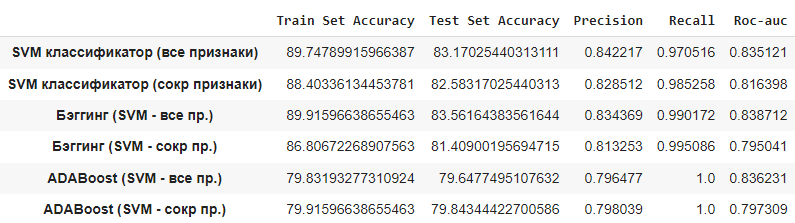 Train Set Accuracy Test Set Accuracy Precision Recall Roc-auc
SVM классификатор (все признаки) 89.74789915966387 83.17025440313111 0.842217 0.970516 0.835121
SVM классификатор (сокр признаки) 88.40336134453781 82.58317025440313 0.828512 0.985258 0.816398
Бэггинг (SVM - все пр.) 89.91596638655463 83.56164383561644 0.834369 0.990172 0.838712
Бэггинг (SVM - сокр пр.) 86.80672268907563 81.40900195694715 0.813253 0.995086 0.795041
ADABoost (SVM - все пр.) 79.83193277310924 79.6477495107632 0.796477 1.0 0.836231
ADABoost (SVM - сокр пр.) 79.91596638655463 79.84344422700586 0.798039 1.0 0.797309